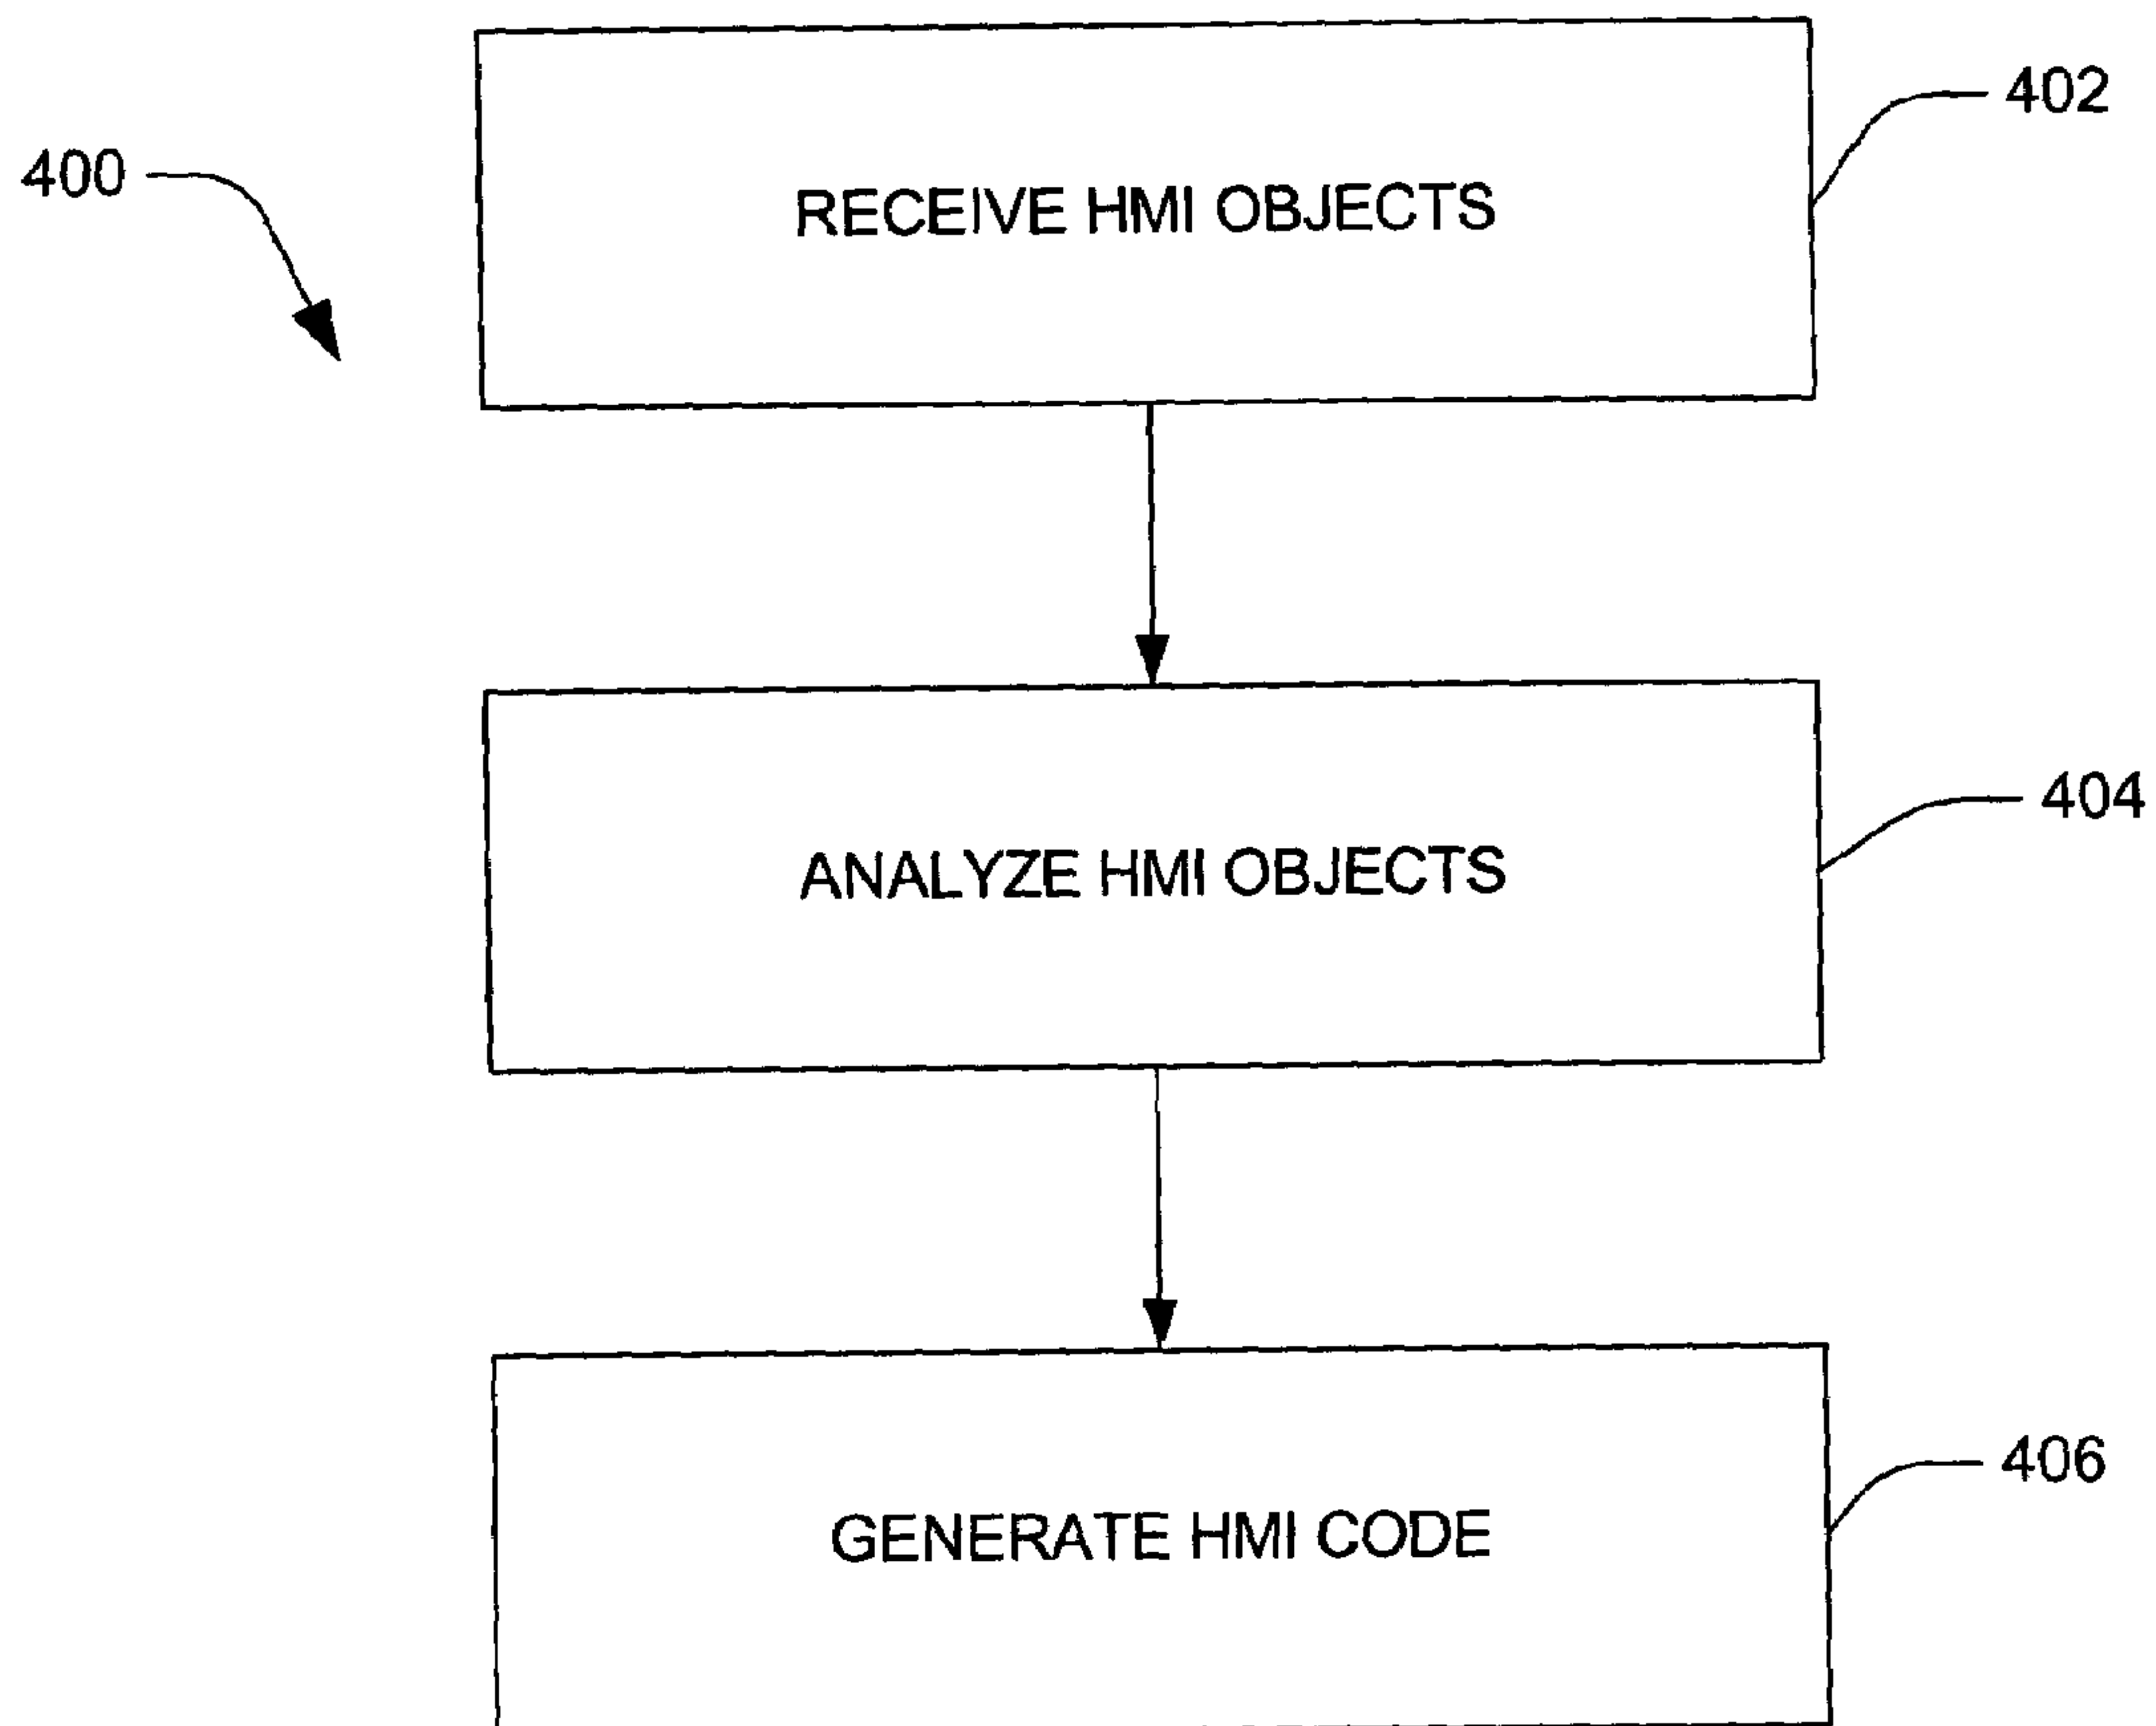 402
400
RECEIVE HMI OBJECTS
404
ANALYZE HMI OBJECTS
406
GENERATE HMI CODE